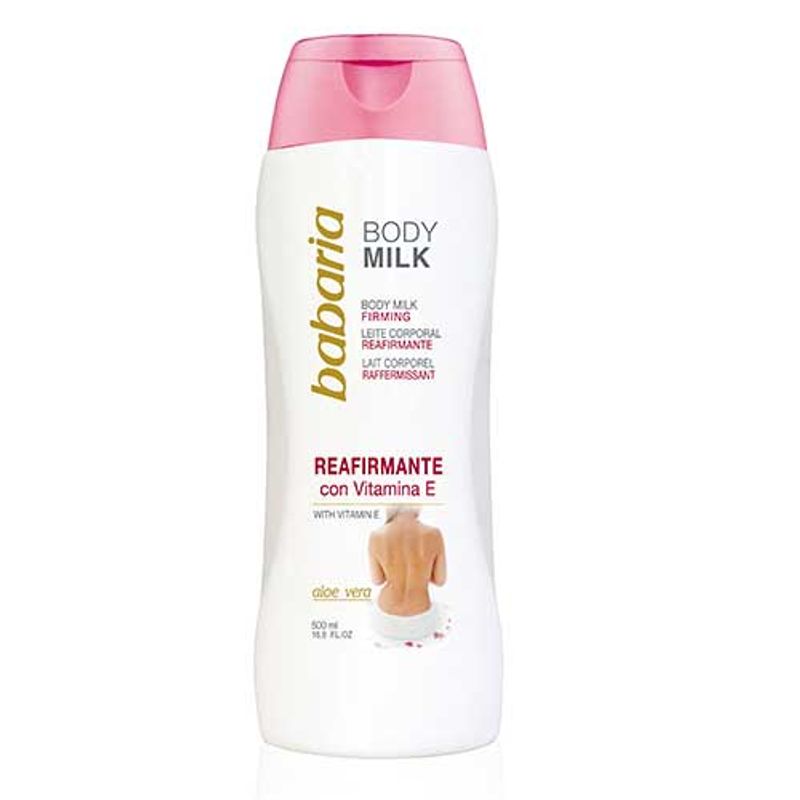 babaria
BODY
MILK
BODY MILK
FIRMING
LEITE CORPORAL
REAFIRMANTE
LAIT CORPOREL
RAFFERMISSANT
REAFIRMANTE
con Vitamina E
WITH VITAMIN E
aloe vera
500 ml
16,9 FL.OZ